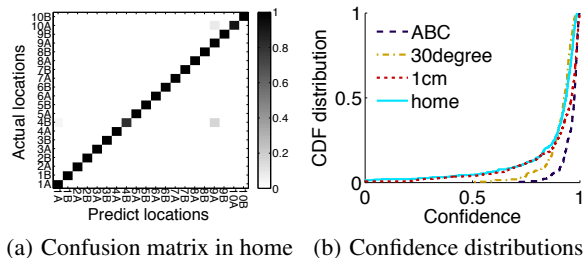 10B
10A
9B
9A
8B
8A
7B
7A
6B
6A
5B
5A
4B
4A
3B
3A
2B
2A
1B
1A
Actual locations
1A 1B 2A 2B 3A 3B 4A 4B 5A 5B 6A 6B 7A 7B 8A 8B 9A 9B 10A 10B
Predict locations
1
0.8
0.6
0.4
0.2
0
(a) Confusion matrix in home
CDF distribution
1
0.5
0
ABC
30degree
1cm
home
0 0.5 1
Confidence
(b) Confidence distributions